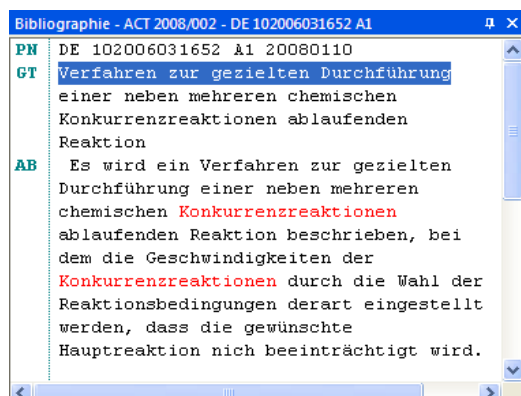 Bibliographie - ACT 2008/002 - DE 102006031652 A1
PN DE 102006031652 A1 20080110
GT Verfahren zur gezielten Durchführung
einer neben mehreren chemischen
Konkurrenzreaktionen ablaufenden
Reaktion
AB Es wird ein Verfahren zur gezielten
Durchführung einer neben mehreren
chemischen Konkurrenzreaktionen
ablaufenden Reaktion beschrieben, bei
dem die Geschwindigkeiten der
Konkurrenzreaktionen durch die Wahl der
Reaktionsbedingungen derart eingestellt
werden, dass die gewünschte
Hauptreaktion nich beeinträchtigt wird.